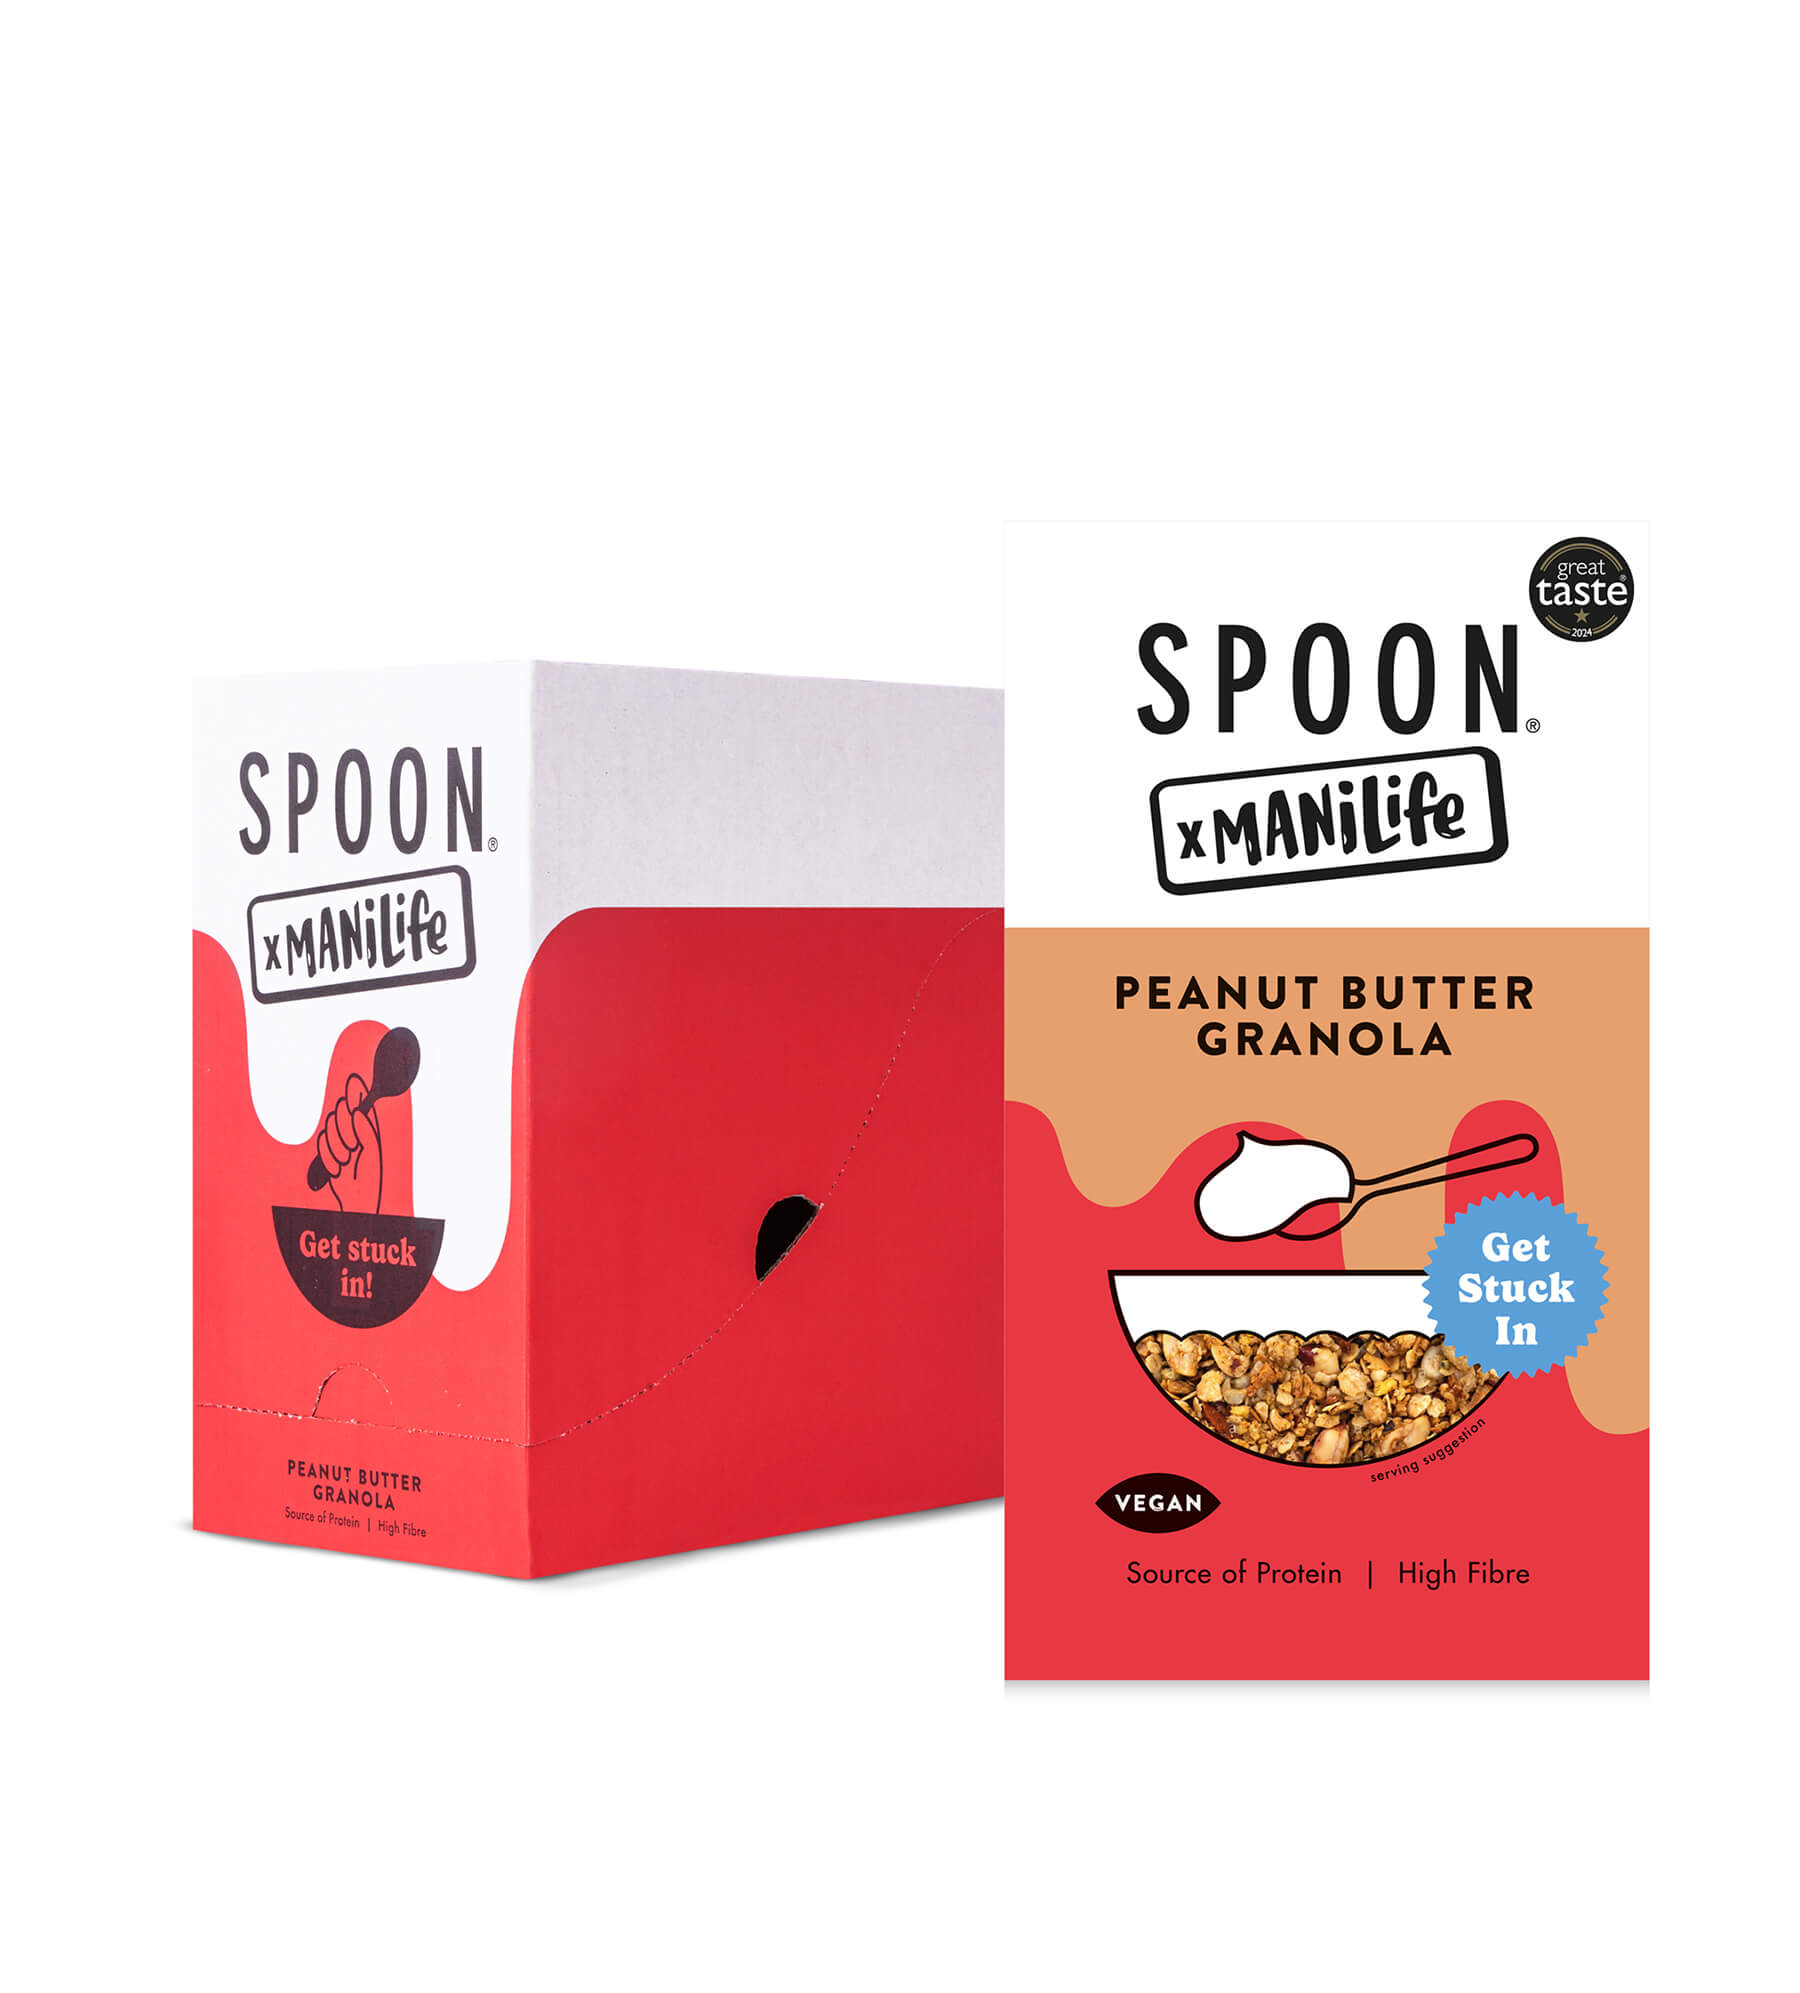 SPOON®
x MANiLife
Get stuck
in!
PEANUT BUTTER
GRANOLA
Source of Protein | High Fibre
great
taste®
2024
SPOON®
x MANiLife
PEANUT BUTTER
GRANOLA
Get
Stuck
In
serving suggestion
VEGAN
Source of Protein | High Fibre